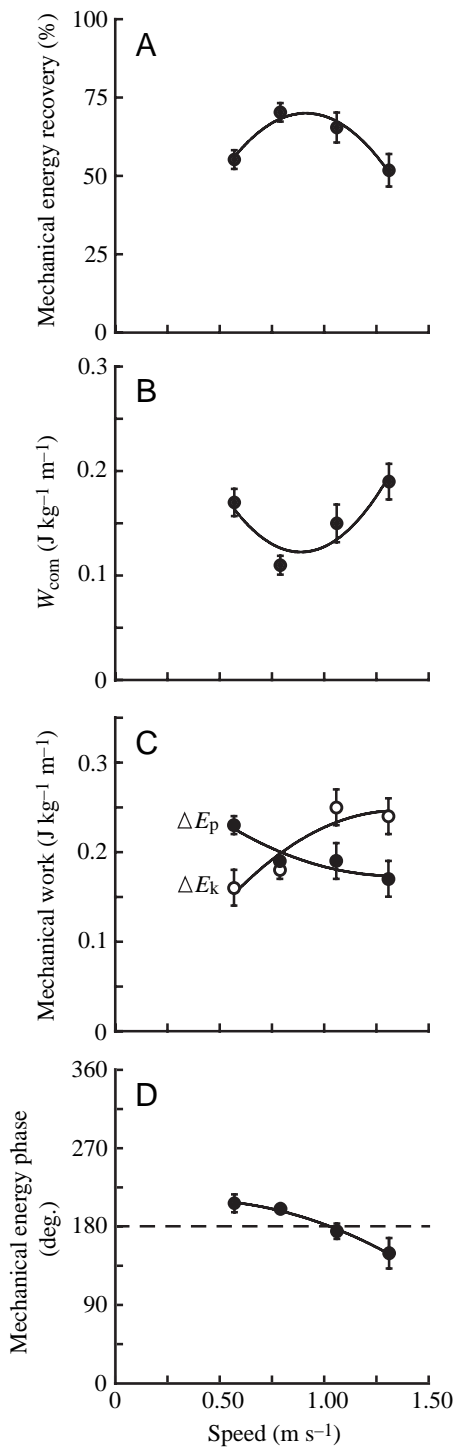 A
Mechanical energy recovery (%)
100
75
50
25
0
B
W_com (J kg⁻¹ m⁻¹)
0.3
0.2
0.1
0
C
Mechanical work (J kg⁻¹ m⁻¹)
0.3
0.2
0.1
0
△E_p
△E_k
D
Mechanical energy phase
(deg.)
360
270
180
90
0
0 0.50 1.00 1.50
Speed (m s⁻¹)